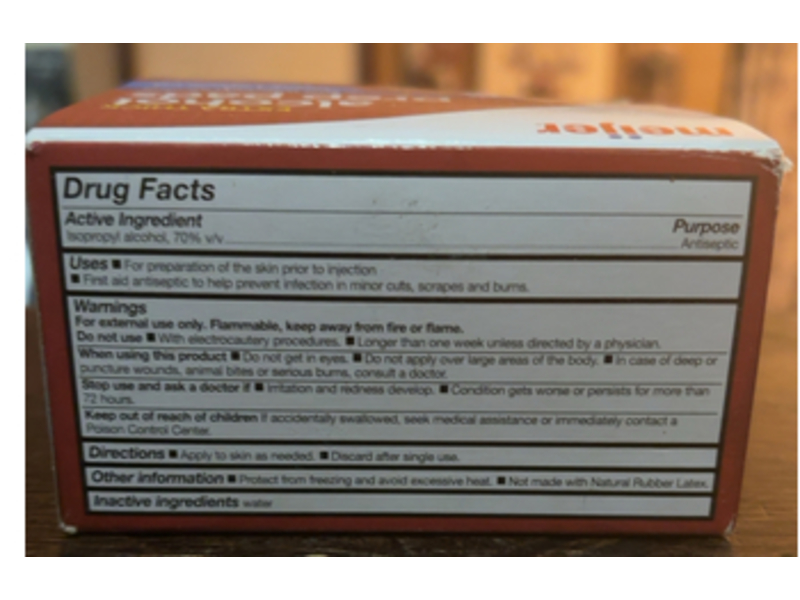 EXTRA THICK
alcohol
prep pads
meijer
Drug Facts
Active Ingredient Purpose
Isopropyl alcohol, 70% v/v Antiseptic
Uses ■ For preparation of the skin prior to injection
■ First aid antiseptic to help prevent infection in minor cuts, scrapes and burns.
Warnings
For external use only. Flammable, keep away from fire or flame.
Do not use ■ With electrocautery procedures. ■ Longer than one week unless directed by a physician.
When using this product ■ Do not get in eyes. ■ Do not apply over large areas of the body. ■ In case of deep or
puncture wounds, animal bites or serious burns, consult a doctor.
Stop use and ask a doctor if ■ Irritation and redness develop. ■ Condition gets worse or persists for more than
72 hours.
Keep out of reach of children If accidentally swallowed, seek medical assistance or immediately contact a
Poison Control Center.
Directions ■ Apply to skin as needed. ■ Discard after single use.
Other information ■ Protect from freezing and avoid excessive heat. ■ Not made with Natural Rubber Latex.
Inactive ingredients water